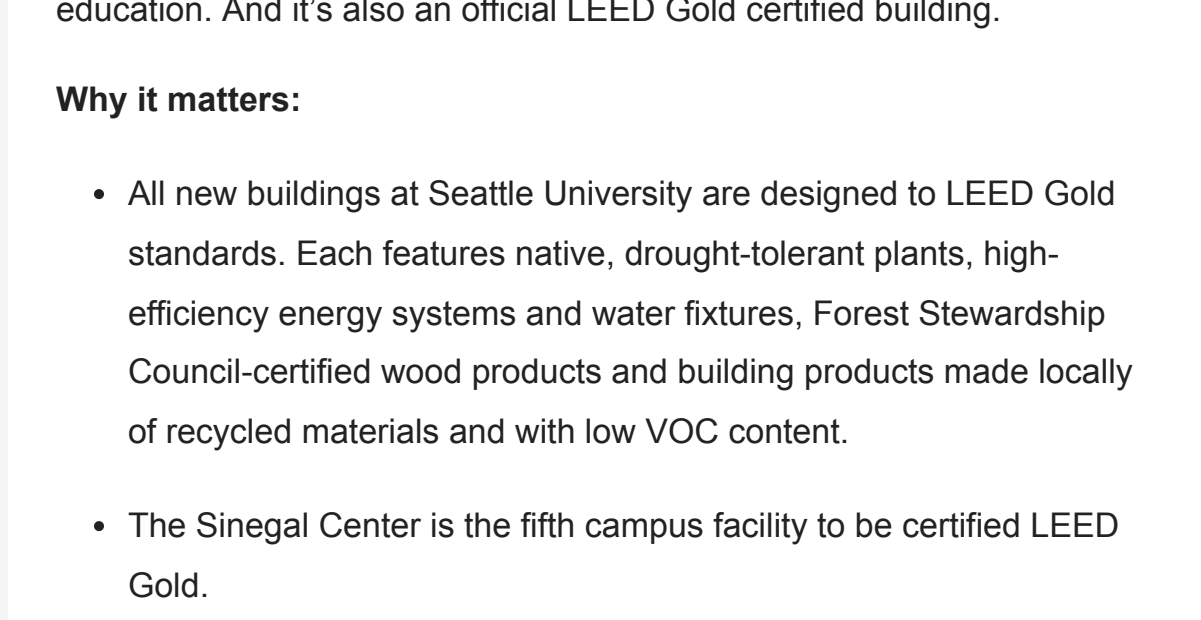 education. And it’s also an official LEED Gold certified building.
Why it matters:
• All new buildings at Seattle University are designed to LEED Gold
standards. Each features native, drought-tolerant plants, high-
efficiency energy systems and water fixtures, Forest Stewardship
Council-certified wood products and building products made locally
of recycled materials and with low VOC content.
• The Sinegal Center is the fifth campus facility to be certified LEED
Gold.